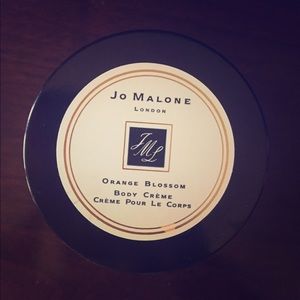 JO MALONE
LONDON
JML
ORANGE BLOSSOM
BODY CRÈME
CRÈME POUR LE CORPS